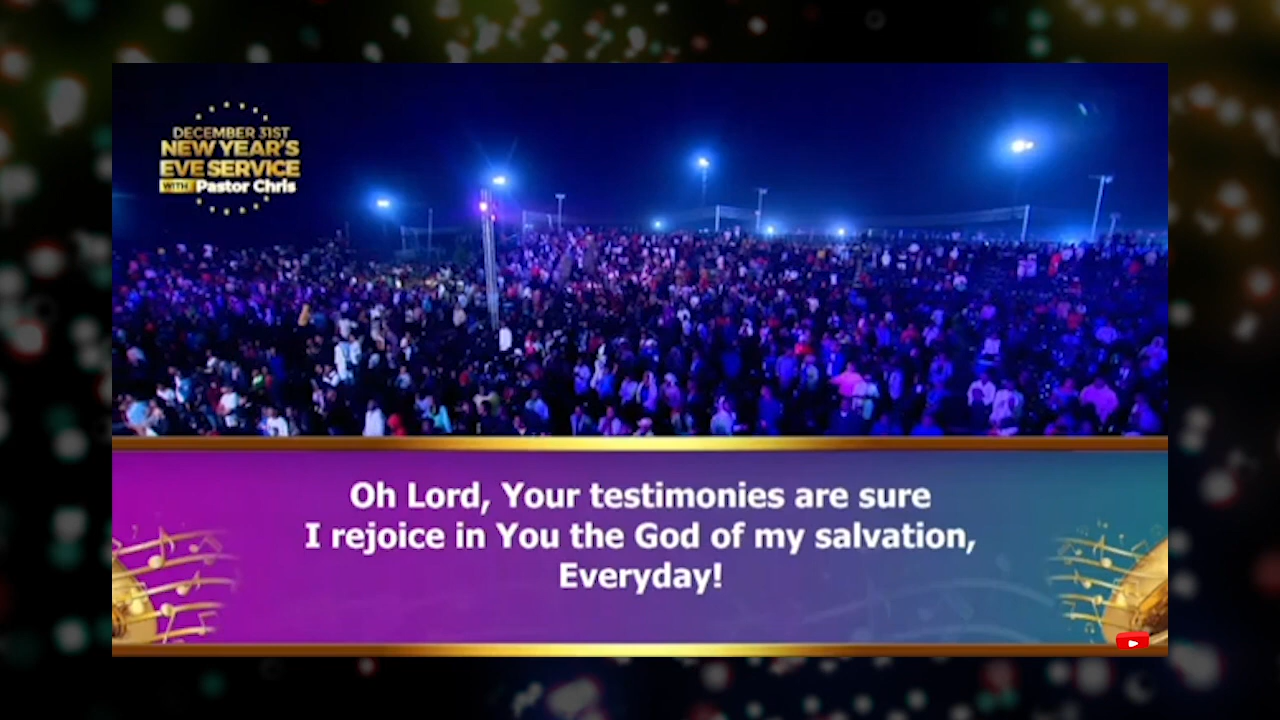 DECEMBER 31ST
NEW YEAR'S
EVE SERVICE
WITH Pastor Chris
Oh Lord, Your testimonies are sure
I rejoice in You the God of my salvation,
Everyday!